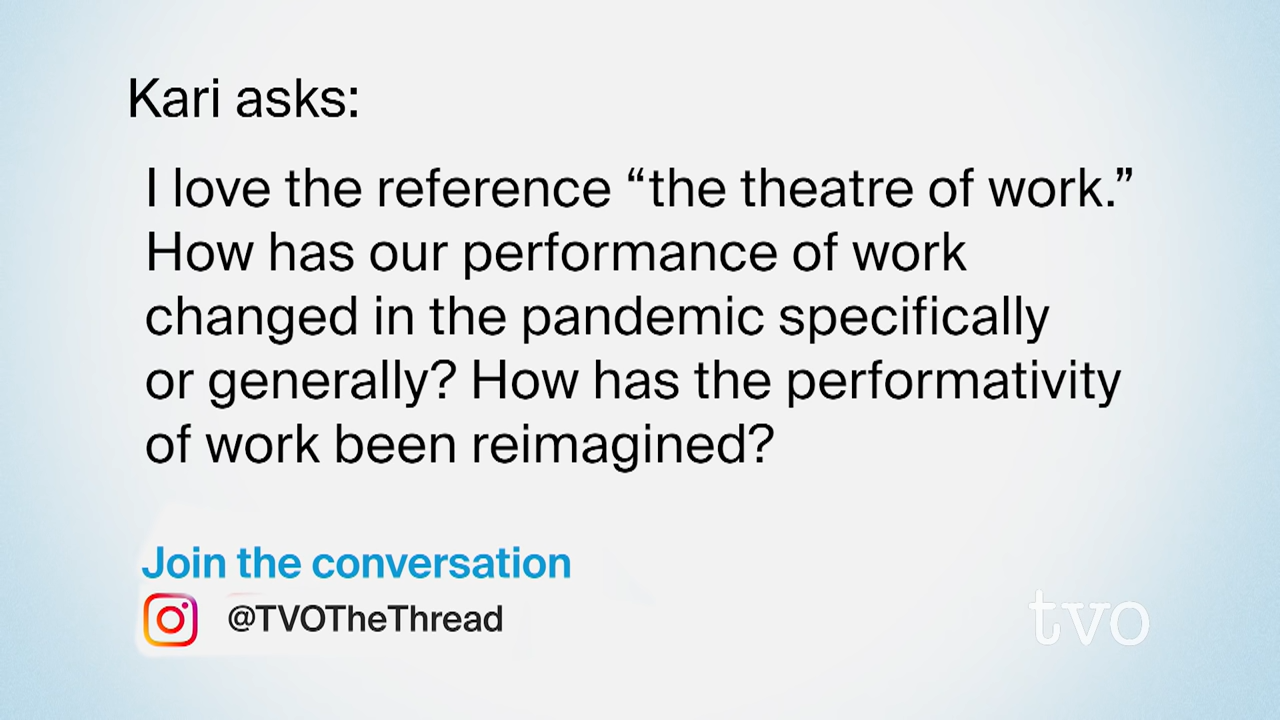 Kari asks:
I love the reference “the theatre of work.”
How has our performance of work
changed in the pandemic specifically
or generally? How has the performativity
of work been reimagined?
Join the conversation
@TVOTheThread
tvo